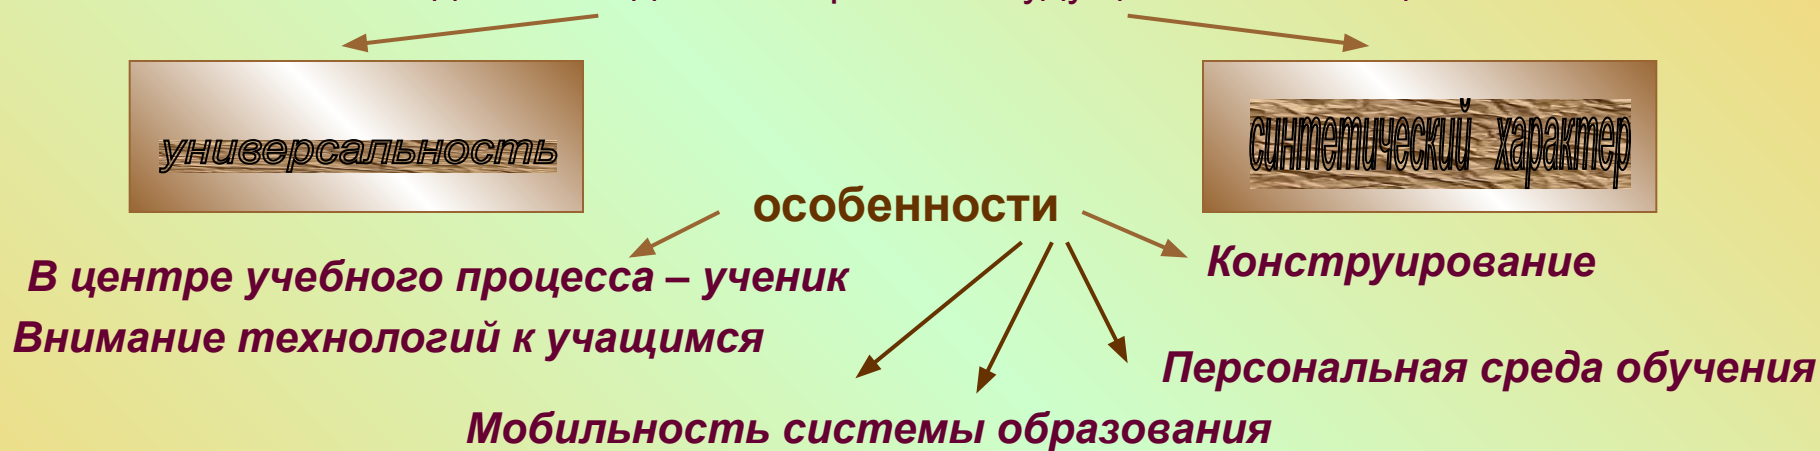 универсальность
синтетический характер
особенности
В центре учебного процесса – ученик
Внимание технологий к учащимся
Конструирование
Персональная среда обучения
Мобильность системы образования